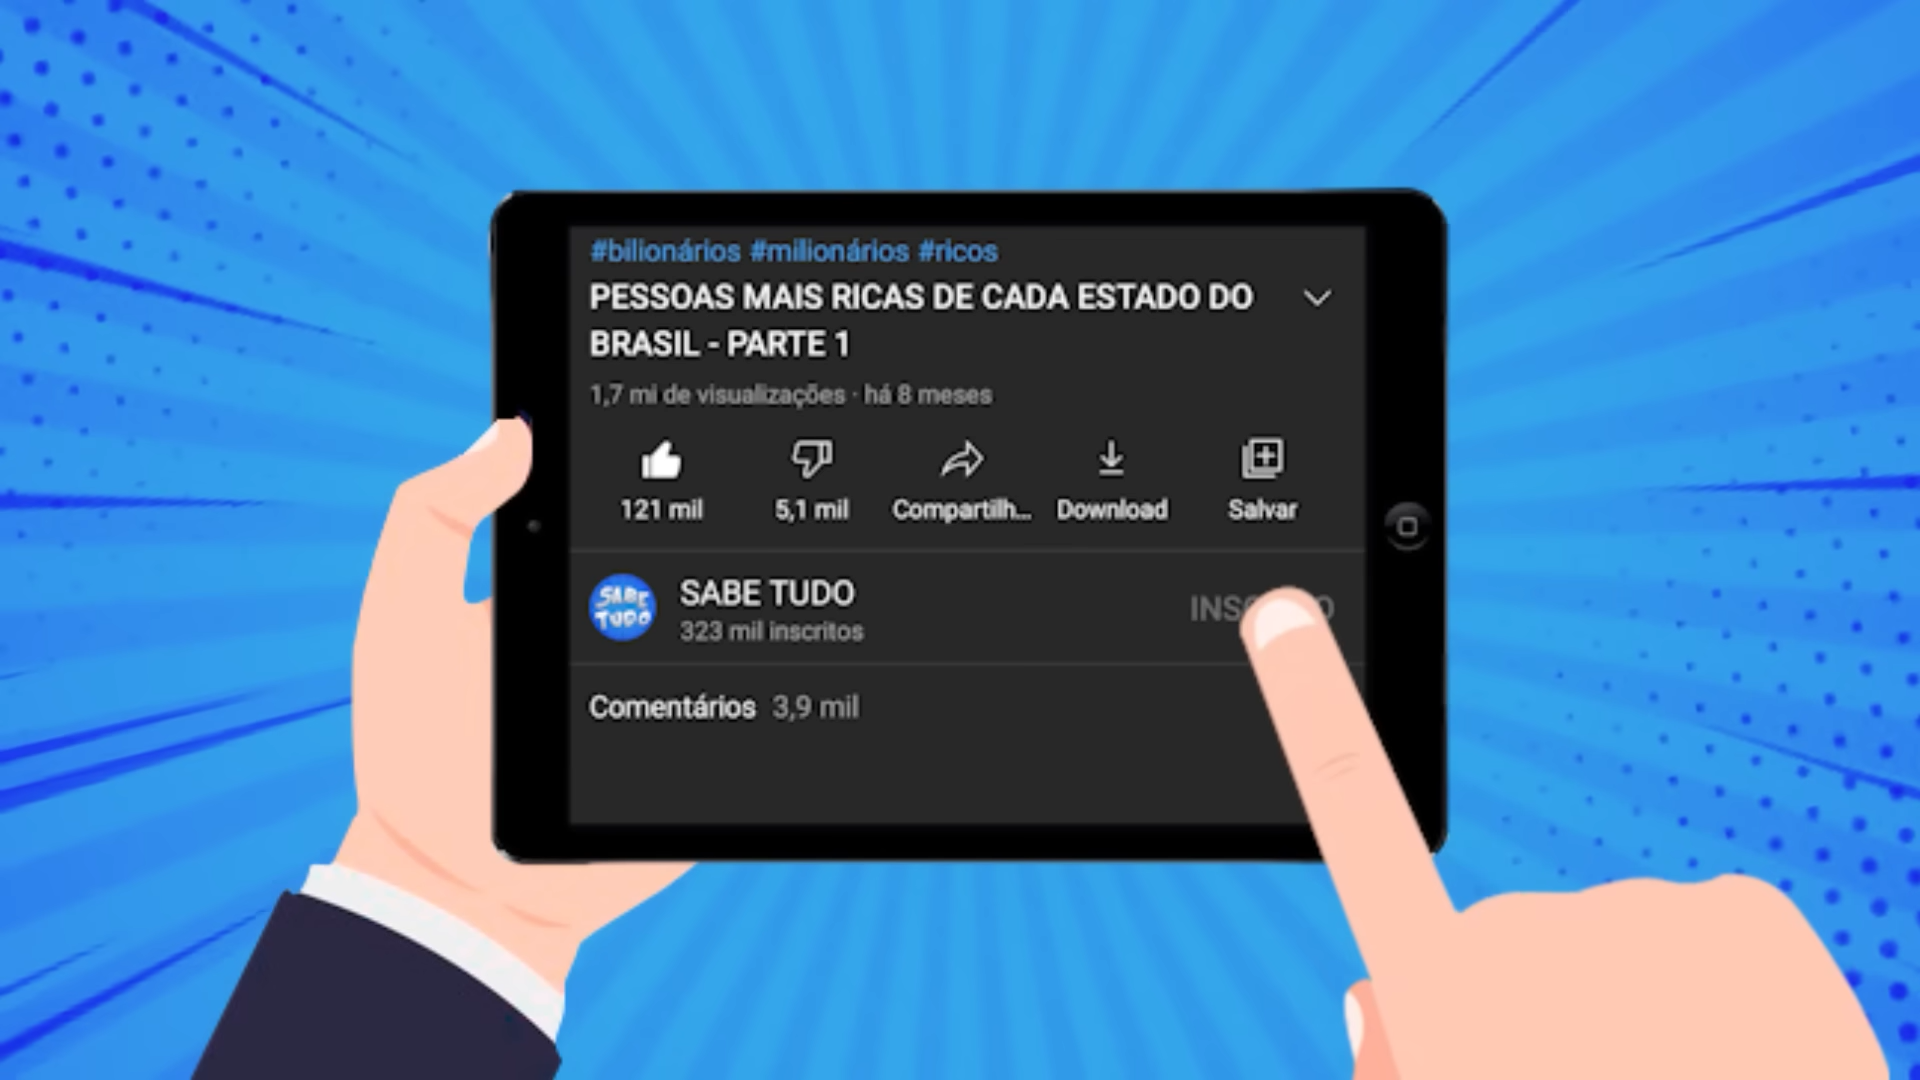 #bilionários #milionários #ricos
PESSOAS MAIS RICAS DE CADA ESTADO DO
BRASIL - PARTE 1
1,7 mi de visualizações · há 8 meses
121 mil
5,1 mil
Compartilh...
Download
Salvar
SABE
TUDO
SABE TUDO
323 mil inscritos
Comentários 3,9 mil